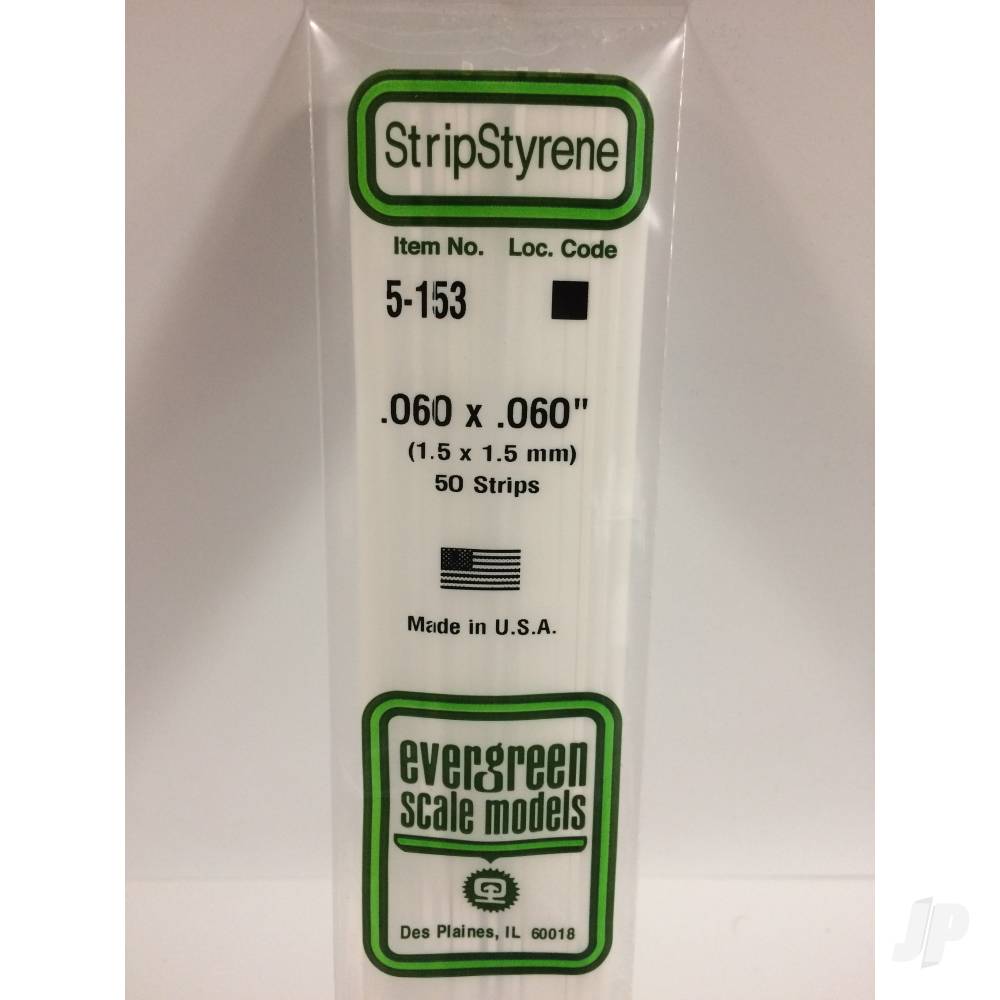 StripStyrene
Item No. Loc. Code
5-153
.060 x .060"
(1.5 x 1.5 mm)
50 Strips
Made in U.S.A.
evergreen
scale models
Des Plaines, IL 60018
JP